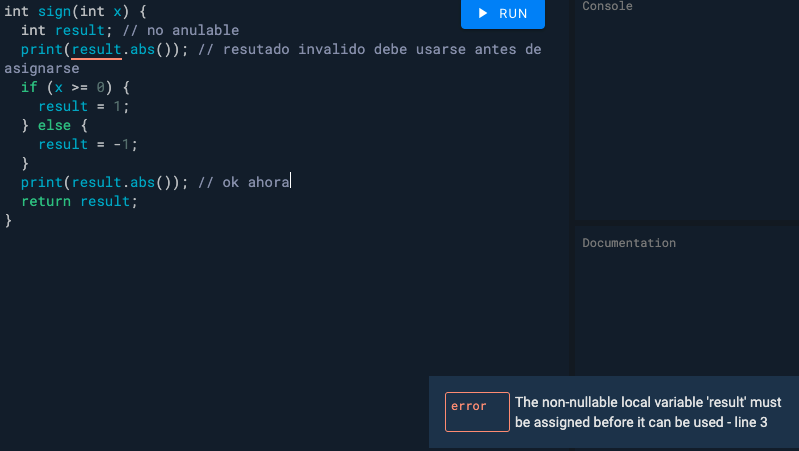 int sign(int x) {
  int result; // no anulable
  print(result.abs()); // resutado invalido debe usarse antes de
asignarse
  if (x >= 0) {
    result = 1;
  } else {
    result = -1;
  }
  print(result.abs()); // ok ahora
  return result;
}
RUN
Console
Documentation
error
The non-nullable local variable 'result' must
be assigned before it can be used - line 3